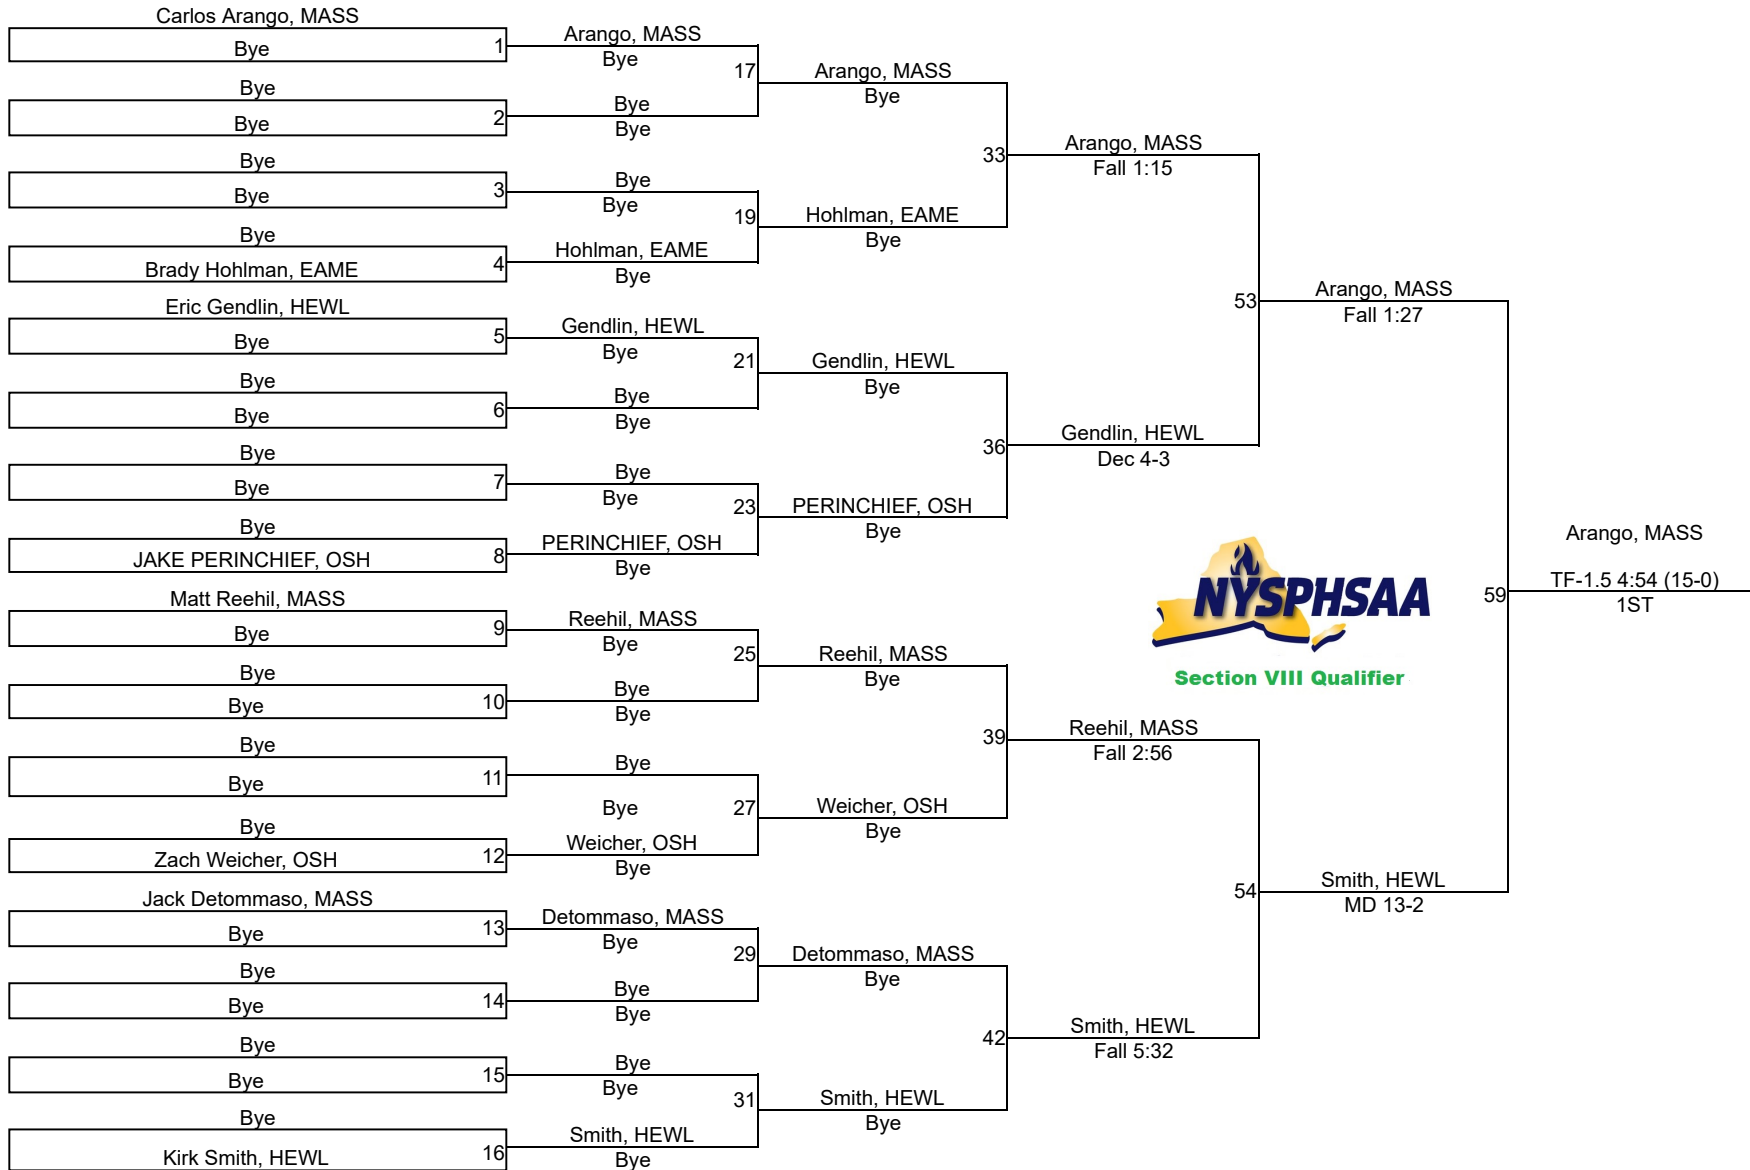 Carlos Arango, MASS
Bye
1
Bye
Bye
2
Bye
Bye
3
Bye
Brady Hohlman, EAME
4
Eric Gendlin, HEWL
Bye
5
Bye
Bye
6
Bye
Bye
7
Bye
JAKE PERINCHIEF, OSH
8
Matt Reehil, MASS
Bye
9
Bye
Bye
10
Bye
Bye
11
Bye
Zach Weicher, OSH
12
Jack Detommaso, MASS
Bye
13
Bye
Bye
14
Bye
Bye
15
Bye
Kirk Smith, HEWL
16
Arango, MASS
Bye
17
Bye
Bye
Bye
Bye
19
Hohlman, EAME
Bye
Gendlin, HEWL
Bye
21
Bye
Bye
Bye
Bye
23
PERINCHIEF, OSH
Bye
Reehil, MASS
Bye
25
Bye
Bye
Bye
Bye
27
Weicher, OSH
Bye
Detommaso, MASS
Bye
29
Bye
Bye
Bye
Bye
31
Smith, HEWL
Bye
Arango, MASS
Bye
33
Hohlman, EAME
Bye
Gendlin, HEWL
Bye
36
PERINCHIEF, OSH
Bye
Reehil, MASS
Bye
39
Weicher, OSH
Bye
Detommaso, MASS
Bye
42
Smith, HEWL
Bye
Arango, MASS
Fall 1:15
53
Gendlin, HEWL
Dec 4-3
Reehil, MASS
Fall 2:56
54
Smith, HEWL
Fall 5:32
Arango, MASS
Fall 1:27
59
Smith, HEWL
MD 13-2
Arango, MASS
TF-1.5 4:54 (15-0)
1ST
NYSPHSAA
Section VIII Qualifier